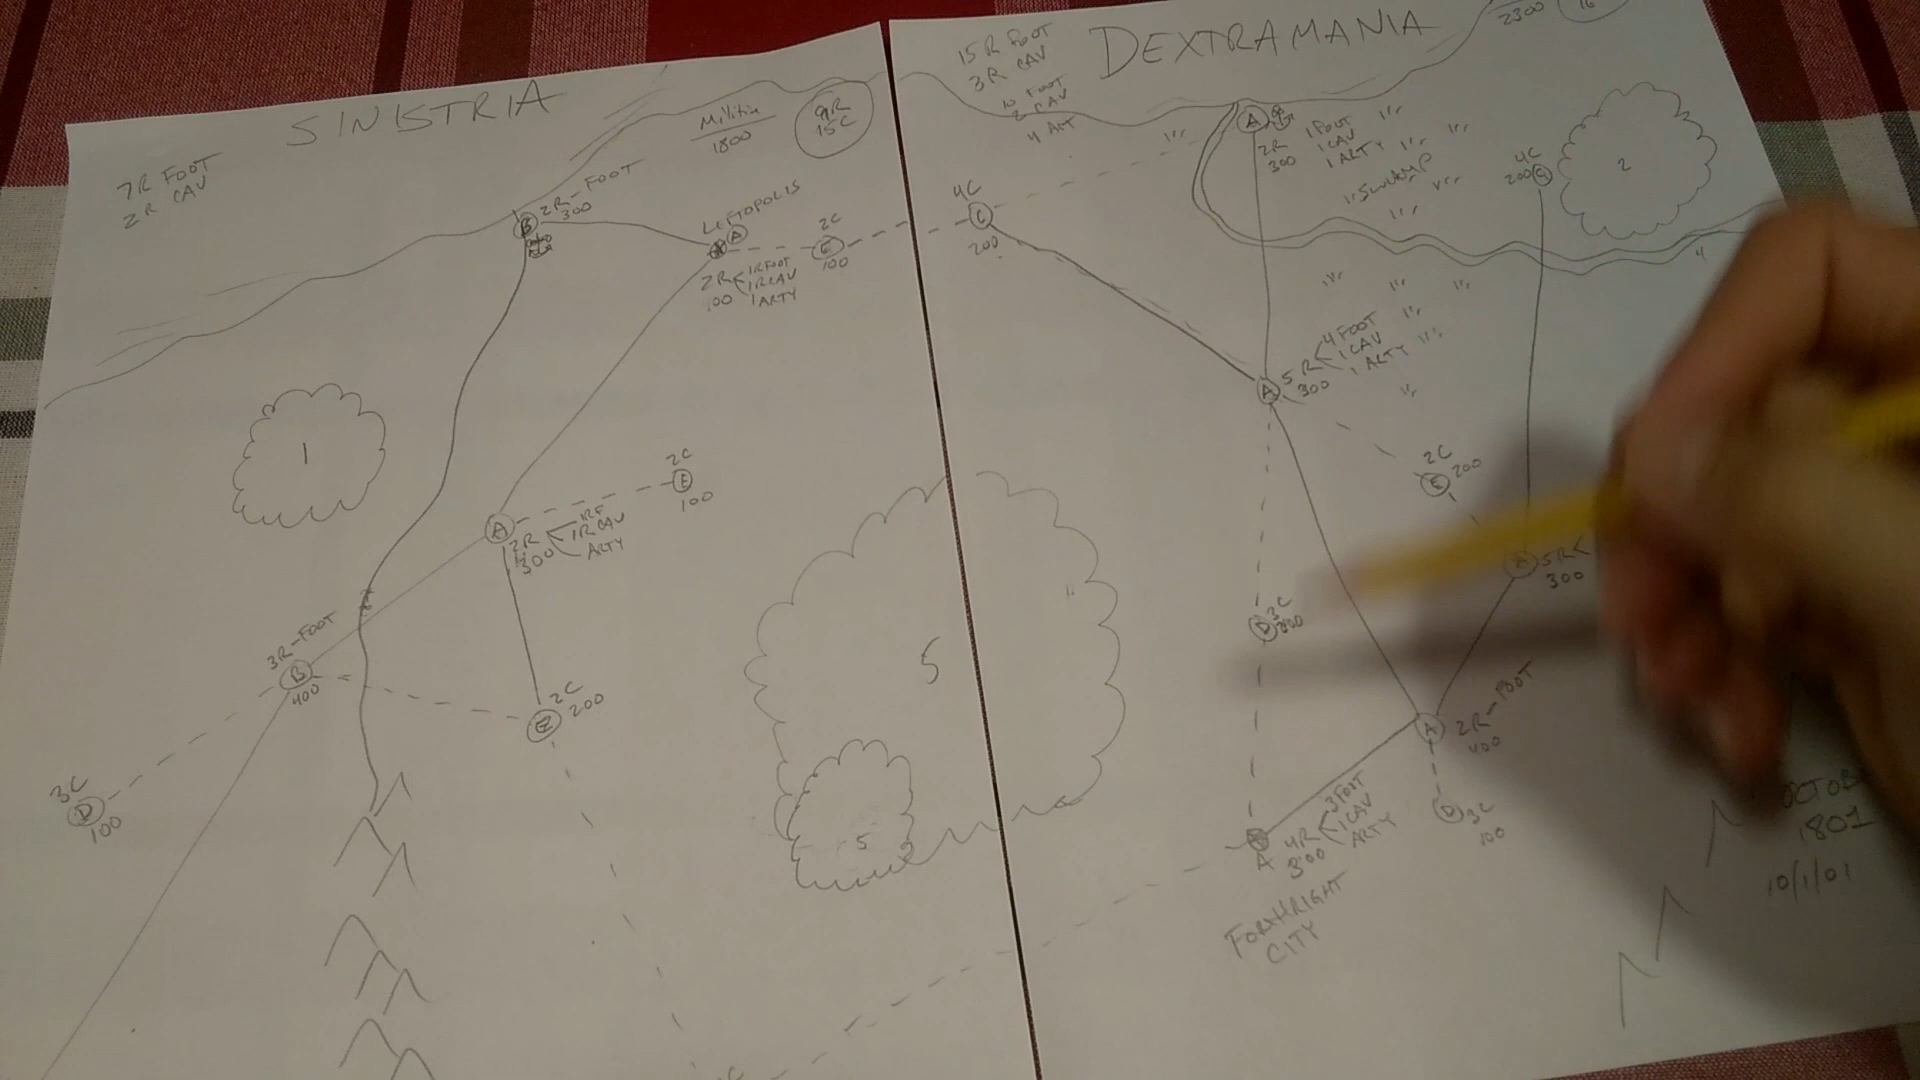 SINISTRIA
7R FOOT
2R CAV
Militia
1800
9R
15C
B
2R-FOOT
300
LEFTOPOLIS
A
2R
100
1R FOOT
1R CAV
1 ARTY
2C
E
100
1
A
2R
300
1RF
1R CAV
ARTY
2C
E
100
3R-FOOT
B
400
2C
E
200
3C
D
100
5
5
DEXTRAMANIA
15R FOOT
3R CAV
10 FOOT
2 CAV
4 ART
2300
16
4C
C
200
A
2R
300
1 FOOT
1 CAV
1 ARTY
SWAMP
4C
200
C
2
A
5R
300
4 FOOT
1 CAV
1 ARTY
2C
E
200
A
5R
300
3C
D
A
2R-FOOT
400
D
3C
100
A
4R
300
3 FOOT
1 CAV
ARTY
FORTHRIGHT
CITY
1801
10/1/01